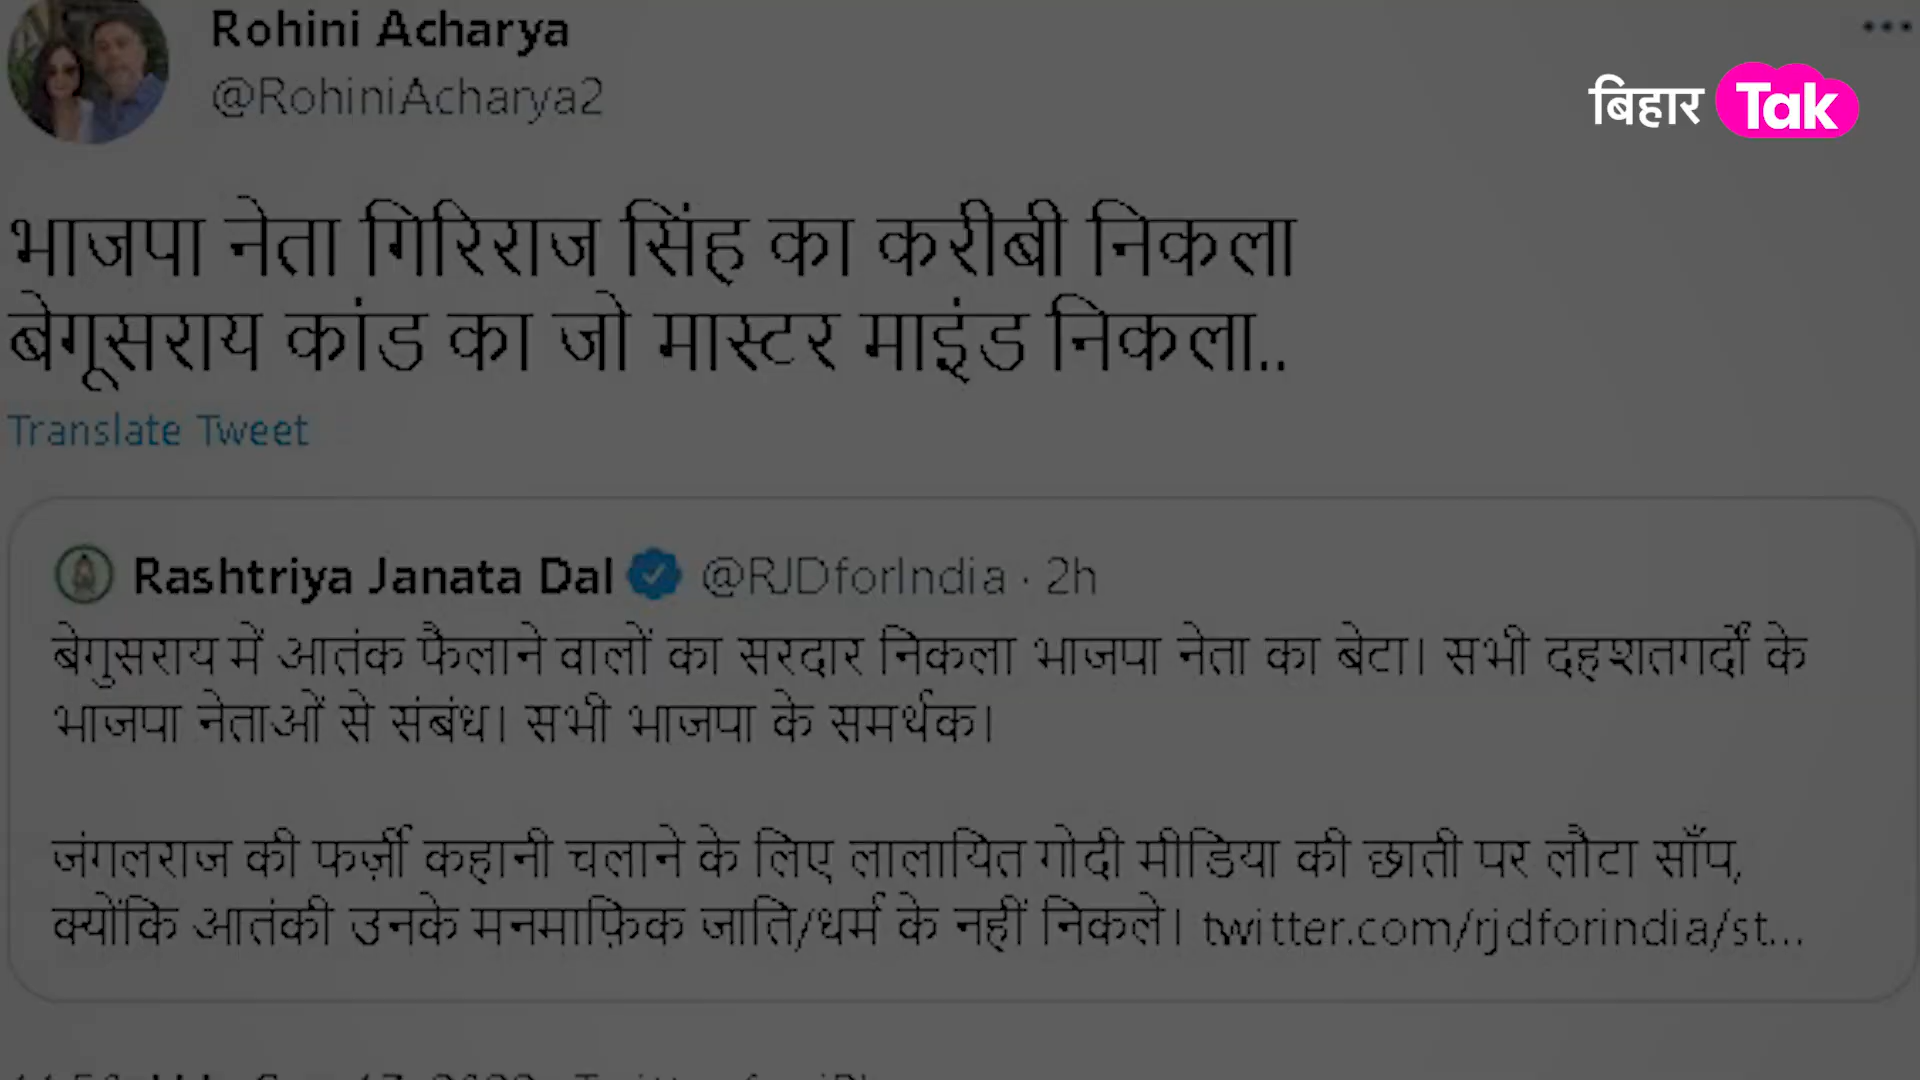 Rohini Acharya
@RohiniAcharya2
बिहार Tak
भाजपा नेता गिरिराज सिंह का करीबी निकला
बेगूसराय कांड का जो मास्टर माइंड निकला..
Translate Tweet
Rashtriya Janata Dal @RJDforIndia · 2h
बेगुसराय में आतंक फैलाने वालों का सरदार निकला भाजपा नेता का बेटा। सभी दहशतगर्दों के
भाजपा नेताओं से संबंध। सभी भाजपा के समर्थक।
जंगलराज की फर्ज़ी कहानी चलाने के लिए लालायित गोदी मीडिया की छाती पर लौटा साँप,
क्योंकि आतंकी उनके मनमाफ़िक जाति/धर्म के नहीं निकले। twitter.com/rjdforindia/st...